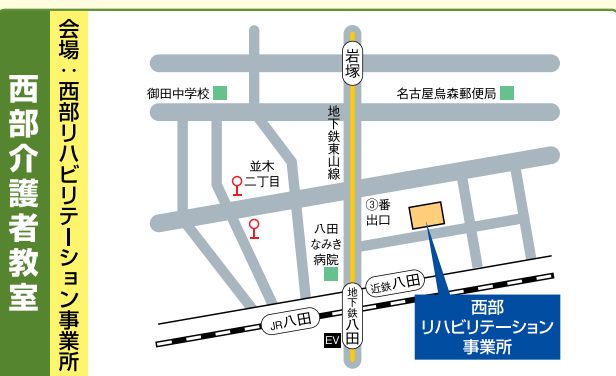 西部介護者教室
会場：西部リハビリテーション事業所
岩塚
御田中学校
名古屋烏森郵便局
地下鉄東山線
並木
二丁目
③番
出口
八田
なみき
病院
近鉄八田
地下鉄八田
JR八田
EV
西部
リハビリテーション
事業所